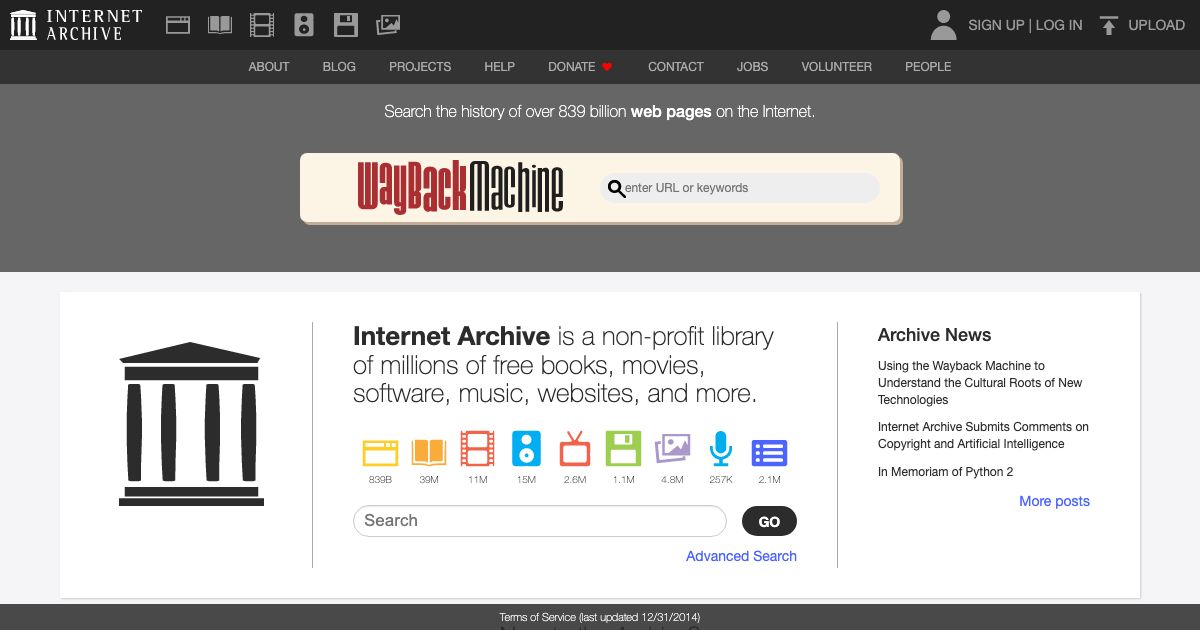 INTERNET
ARCHIVE
SIGN UP | LOG IN
UPLOAD
ABOUT
BLOG
PROJECTS
HELP
DONATE
CONTACT
JOBS
VOLUNTEER
PEOPLE
Search the history of over 839 billion web pages on the Internet.
WayBackMachine
enter URL or keywords
Internet Archive is a non-profit library
of millions of free books, movies,
software, music, websites, and more.
839B
39M
11M
15M
2.6M
1.1M
4.8M
257K
2.1M
Search
GO
Advanced Search
Archive News
Using the Wayback Machine to
Understand the Cultural Roots of New
Technologies
Internet Archive Submits Comments on
Copyright and Artificial Intelligence
In Memoriam of Python 2
More posts
Terms of Service (last updated 12/31/2014)